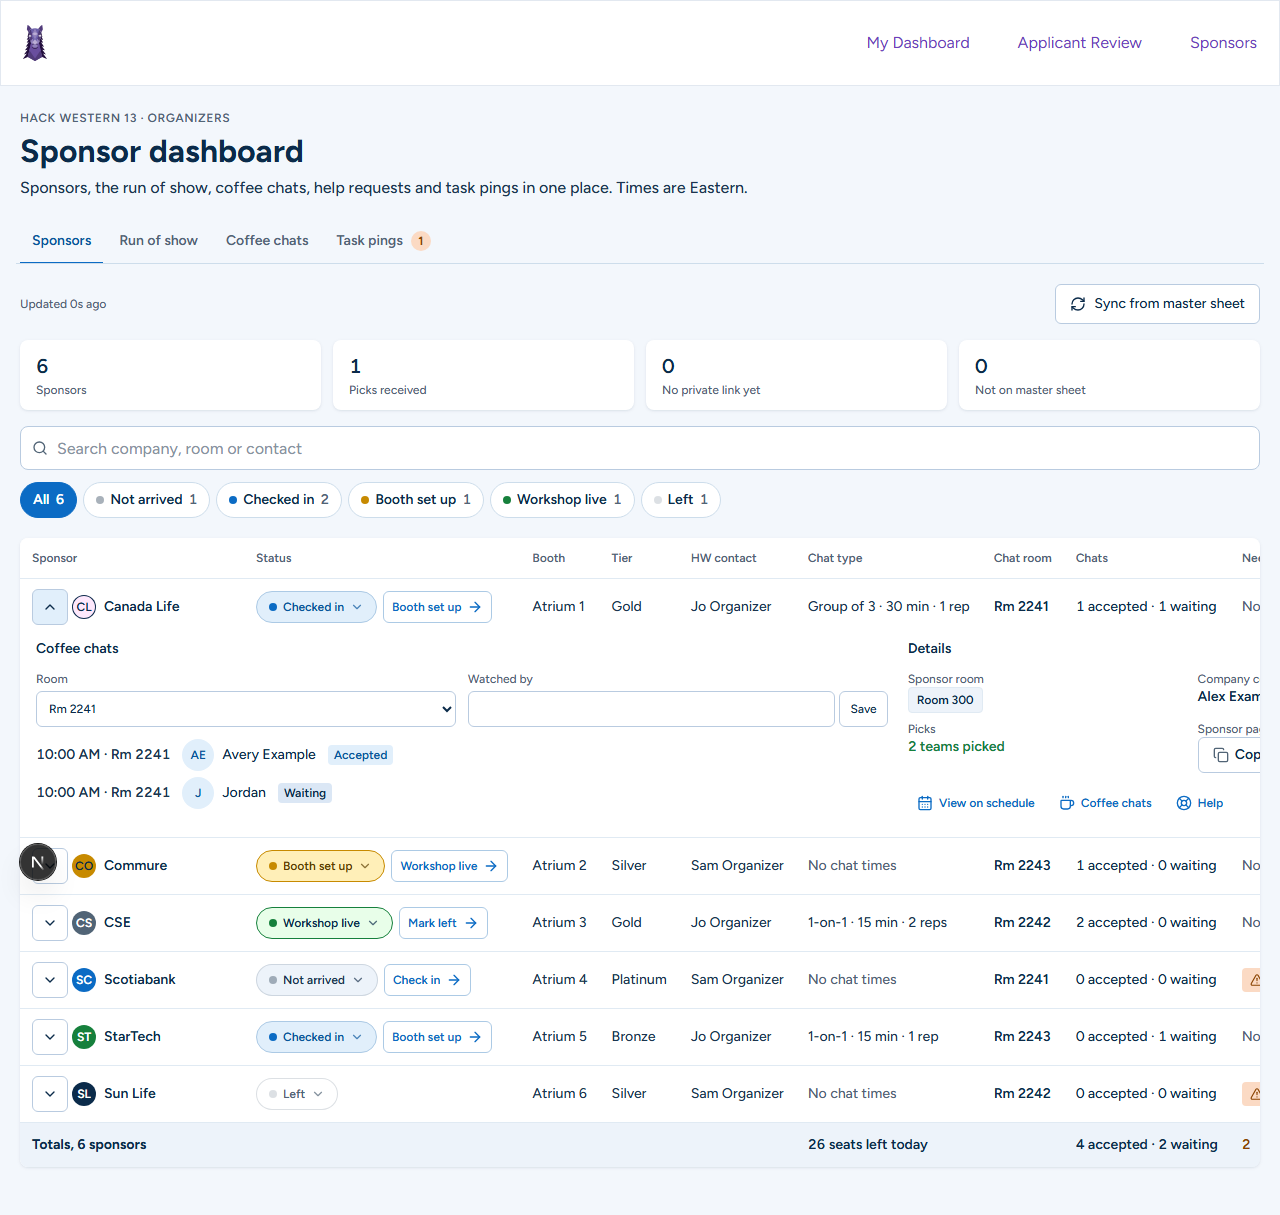 My Dashboard
Applicant Review
Sponsors
HACK WESTERN 13 · ORGANIZERS
Sponsor dashboard
Sponsors, the run of show, coffee chats, help requests and task pings in one place. Times are Eastern.
Sponsors
Run of show
Coffee chats
Task pings 1
Updated 0s ago
Sync from master sheet
6
Sponsors
1
Picks received
0
No private link yet
0
Not on master sheet
Search company, room or contact
All 6
Not arrived 1
Checked in 2
Booth set up 1
Workshop live 1
Left 1
Sponsor Status Booth Tier HW contact Chat type Chat room Chats Nee
CL Canada Life Checked in Booth set up Atrium 1 Gold Jo Organizer Group of 3 · 30 min · 1 rep Rm 2241 1 accepted · 1 waiting No
Coffee chats
Room
Rm 2241
Watched by
Save
10:00 AM · Rm 2241 AE Avery Example Accepted
10:00 AM · Rm 2241 J Jordan Waiting
Details
Sponsor room
Room 300
Company c
Alex Exam
Picks
2 teams picked
Sponsor pa
Cop
View on schedule
Coffee chats
Help
N
CO Commure Booth set up Workshop live Atrium 2 Silver Sam Organizer No chat times Rm 2243 1 accepted · 0 waiting No
CS CSE Workshop live Mark left Atrium 3 Gold Jo Organizer 1-on-1 · 15 min · 2 reps Rm 2242 2 accepted · 0 waiting No
SC Scotiabank Not arrived Check in Atrium 4 Platinum Sam Organizer No chat times Rm 2241 0 accepted · 0 waiting
ST StarTech Checked in Booth set up Atrium 5 Bronze Jo Organizer 1-on-1 · 15 min · 1 rep Rm 2243 0 accepted · 1 waiting No
SL Sun Life Left Atrium 6 Silver Sam Organizer No chat times Rm 2242 0 accepted · 0 waiting
Totals, 6 sponsors 26 seats left today 4 accepted · 2 waiting 2